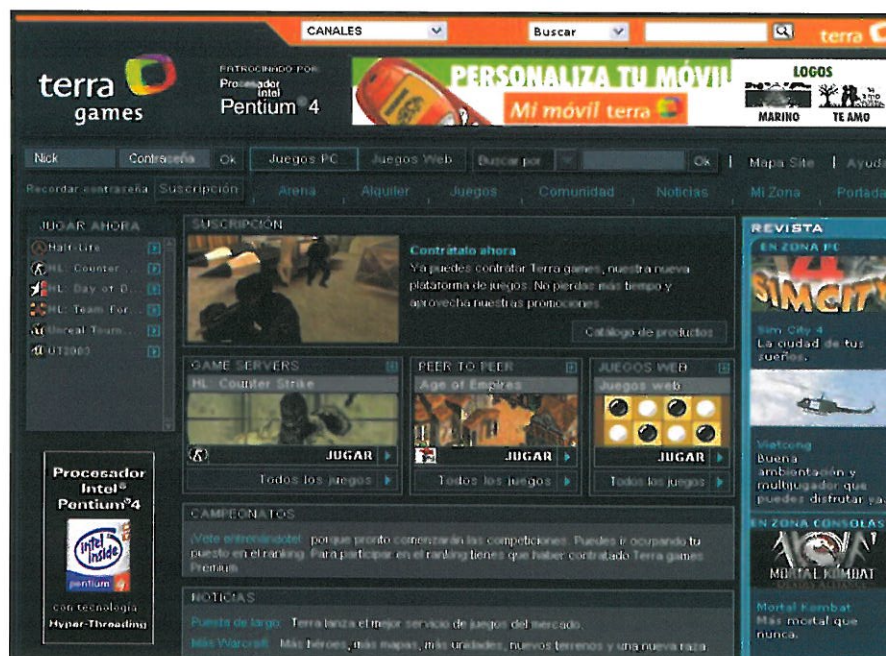 CANALES
Buscar
terra
terra
games
PATROCINADO POR:
Procesador
Intel
Pentium® 4
PERSONALIZA TU MÓVIL
Mi móvil terra
LOGOS
MARINO
TE AMO
Nick
Contraseña
Ok
Juegos PC
Juegos Web
Buscar por
Ok
Mapa Site
Ayuda
Recordar contraseña
Suscripción
Arena
Alquiler
Juegos
Comunidad
Noticias
Mi Zona
Portada
JUGAR AHORA
Half-Life
HL: Counter...
HL: Day of D...
HL: Team For...
Unreal Tourn...
UT2003
SUSCRIPCIÓN
Contrátalo ahora
Ya puedes contratar Terra games, nuestra nueva
plataforma de juegos. No pierdas más tiempo y
aprovecha nuestras promociones.
Catálogo de productos
GAME SERVERS
HL: Counter Strike
JUGAR
Todos los juegos
PEER TO PEER
Age of Empires
JUGAR
Todos los juegos
JUEGOS WEB
Juegos web
JUGAR
Todos los juegos
CAMPEONATOS
¡Vete entrenándote! porque pronto comenzarán las competiciones. Puedes ir ocupando tu
puesto en el ranking. Para participar en el ranking tienes que haber contratado Terra games
Premium.
NOTICIAS
Puesta de largo: Terra lanza el mejor servicio de juegos del mercado.
Más Warcraft: Más héroes, más mapas, más unidades, nuevos terrenos y una nueva raza
Procesador
Intel®
Pentium®4
intel
inside
pentium 4
con tecnología
Hyper-Threading
REVISTA
EN ZONA PC
4
SIMCITY
Sim City 4
La ciudad de tus
sueños.
Vietcong
Buena
ambientación y
multijugador que
puedes disfrutar ya.
EN ZONA CONSOLAS
MORTAL KOMBAT
Mortal Kombat
Más mortal que
nunca.